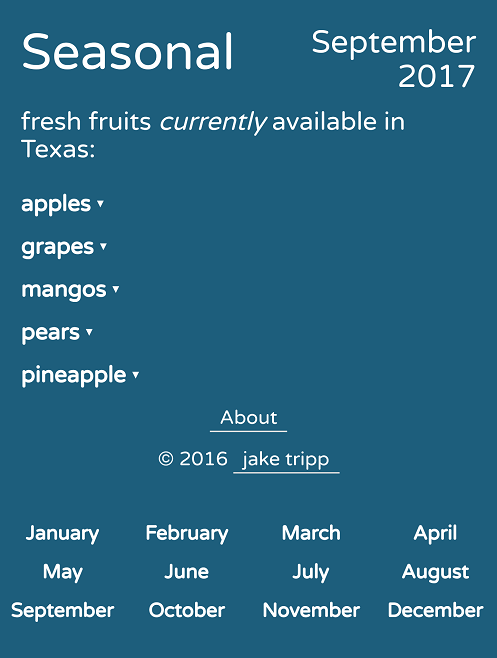 Seasonal
September
2017
fresh fruits currently available in
Texas:
apples ▾
grapes ▾
mangos ▾
pears ▾
pineapple ▾
About
© 2016 jake tripp
January February March April
May June July August
September October November December